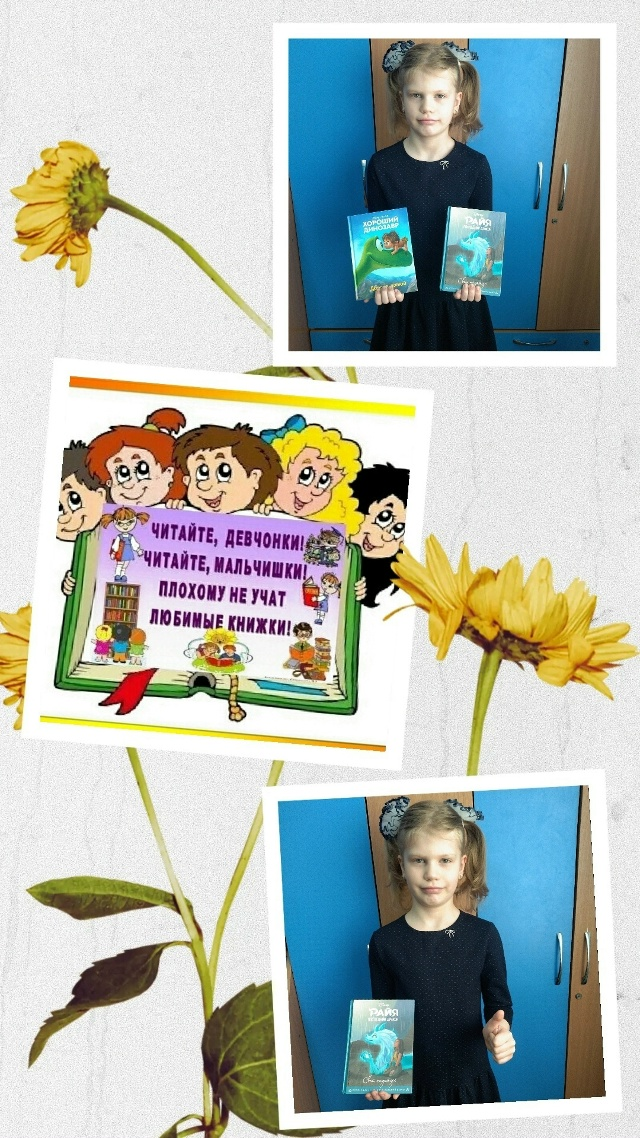 ХОРОШИЙ
ДИНОЗАВР
РАЙЯ
ЧИТАЙТЕ, ДЕВЧОНКИ!
ЧИТАЙТЕ, МАЛЬЧИШКИ!
ПЛОХОМУ НЕ УЧАТ
ЛЮБИМЫЕ КНИЖКИ!
РАЙЯ